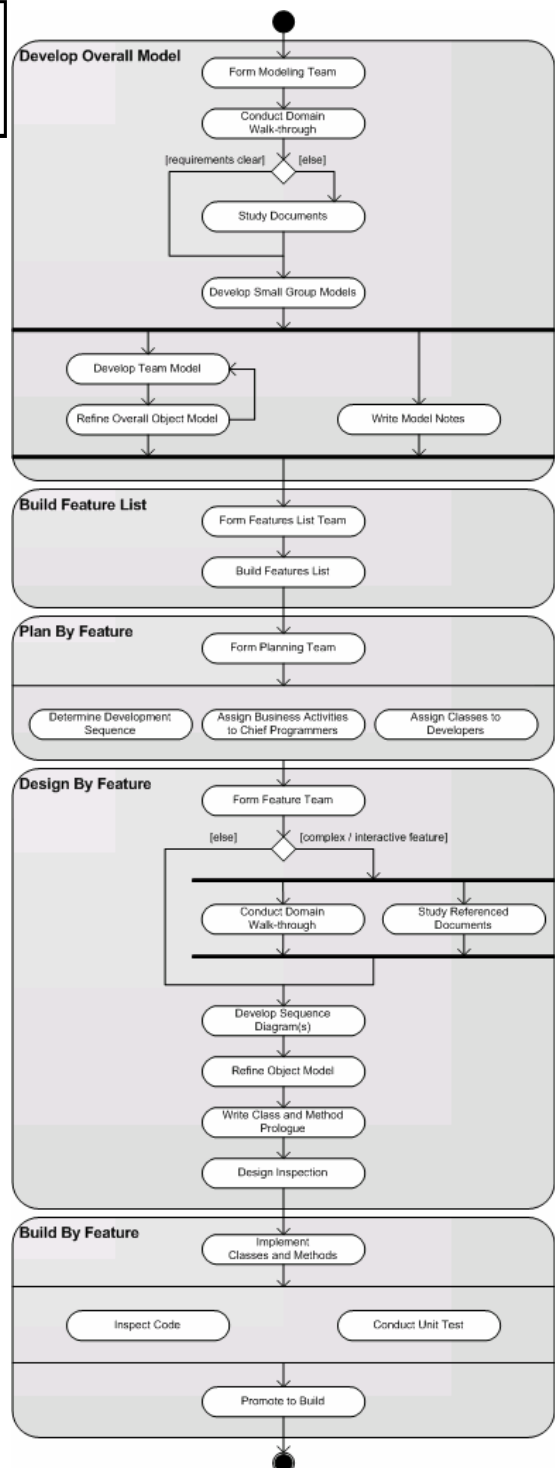 Develop Overall Model
Form Modeling Team
Conduct Domain
Walk-through
[requirements clear]
[else]
Study Documents
Develop Small Group Models
Develop Team Model
Refine Overall Object Model
Write Model Notes
Build Feature List
Form Features List Team
Build Features List
Plan By Feature
Form Planning Team
Determine Development
Sequence
Assign Business Activities
to Chief Programmers
Assign Classes to
Developers
Design By Feature
Form Feature Team
[else]
[complex / interactive feature]
Conduct Domain
Walk-through
Study Referenced
Documents
Develop Sequence
Diagram(s)
Refine Object Model
Write Class and Method
Prologue
Design Inspection
Build By Feature
Implement
Classes and Methods
Inspect Code
Conduct Unit Test
Promote to Build